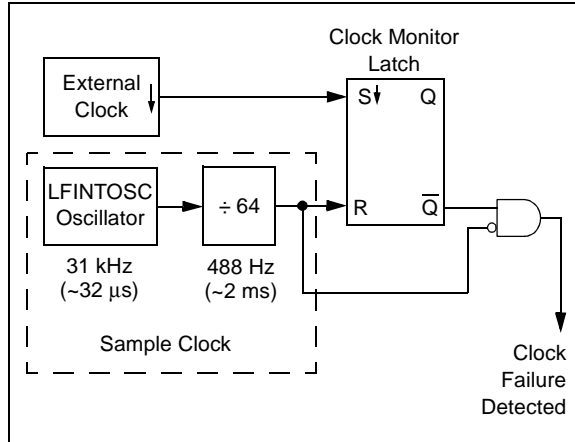 Clock Monitor
Latch
External
Clock
S
Q
LFINTOSC
Oscillator
÷ 64
R
Q̅
31 kHz
(~32 μs)
488 Hz
(~2 ms)
Sample Clock
Clock
Failure
Detected